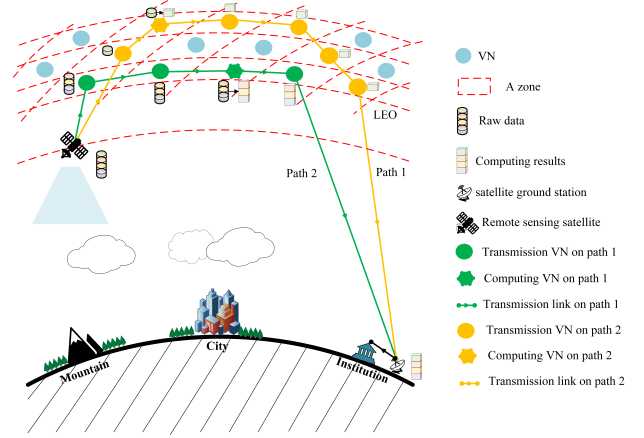 LEO
Path 2
Path 1
Mountain
City
Institution
VN
A zone
Raw data
Computing results
satellite ground station
Remote sensing satellite
Transmission VN on path 1
Computing VN on path 1
Transmission link on path 1
Transmission VN on path 2
Computing VN on path 2
Transmission link on path 2